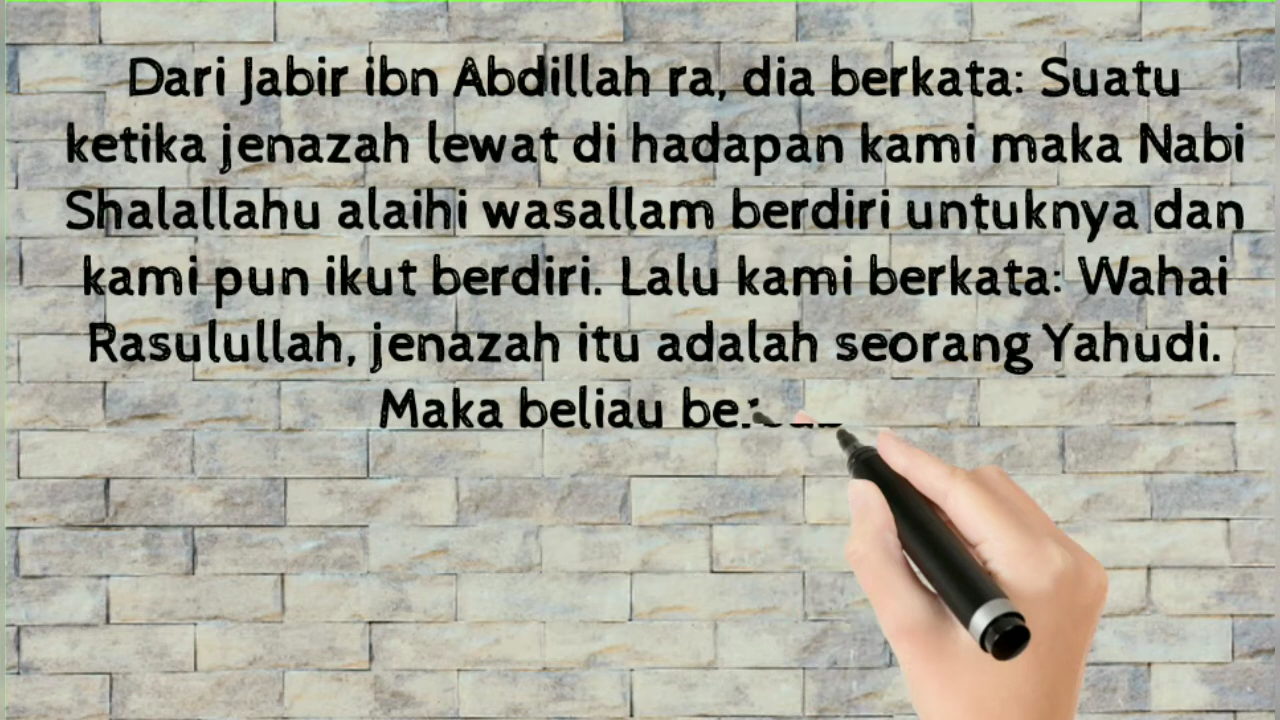 Dari Jabir ibn Abdillah ra, dia berkata: Suatu
ketika jenazah lewat di hadapan kami maka Nabi
Shalallahu alaihi wasallam berdiri untuknya dan
kami pun ikut berdiri. Lalu kami berkata: Wahai
Rasulullah, jenazah itu adalah seorang Yahudi.
Maka beliau